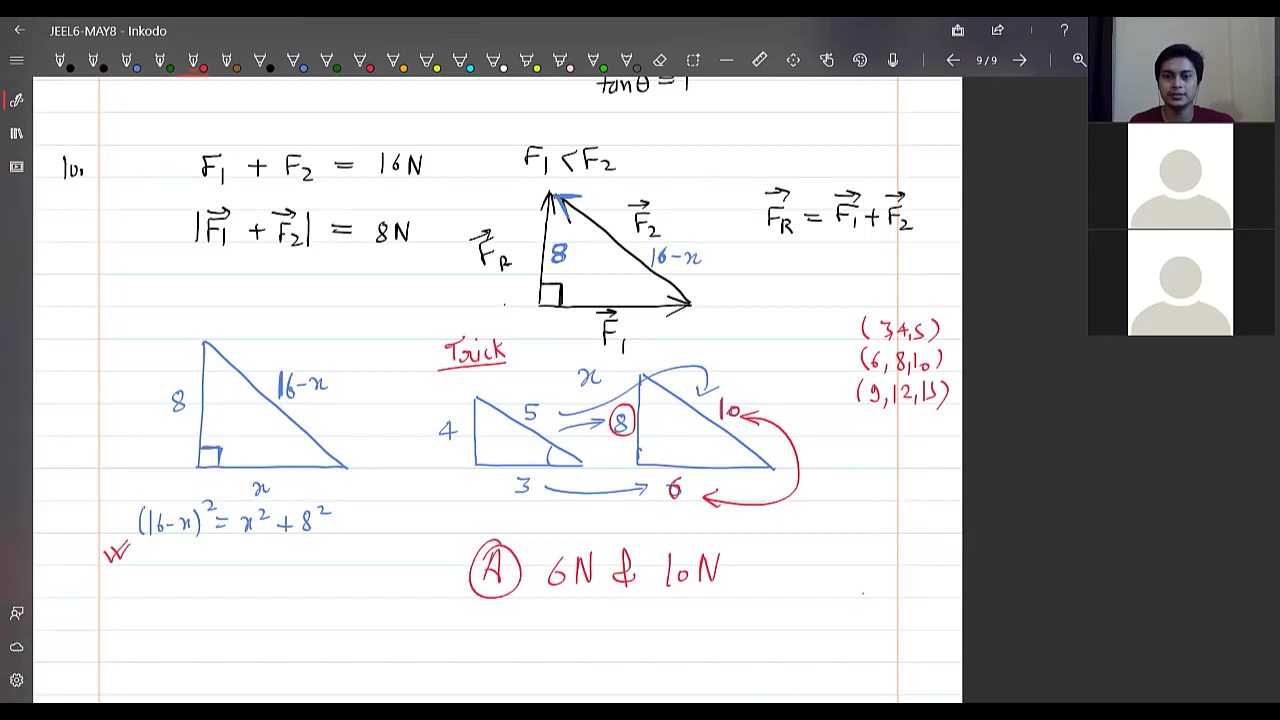 JEEL6-MAY8 - Inkodo
9/9
tanθ = 1
10.
F₁ + F₂ = 16N
F₁ < F₂
|F⃗₁ + F⃗₂| = 8N
F⃗R
8
F⃗₂
16-x
F⃗₁
x
F⃗R = F⃗₁ + F⃗₂
(3,4,5)
(6, 8,10)
(9,12,15)
8
16-x
x
(16-x)² = x² + 8²
Trick
4
5
3
8
10
6
A 6N & 10N